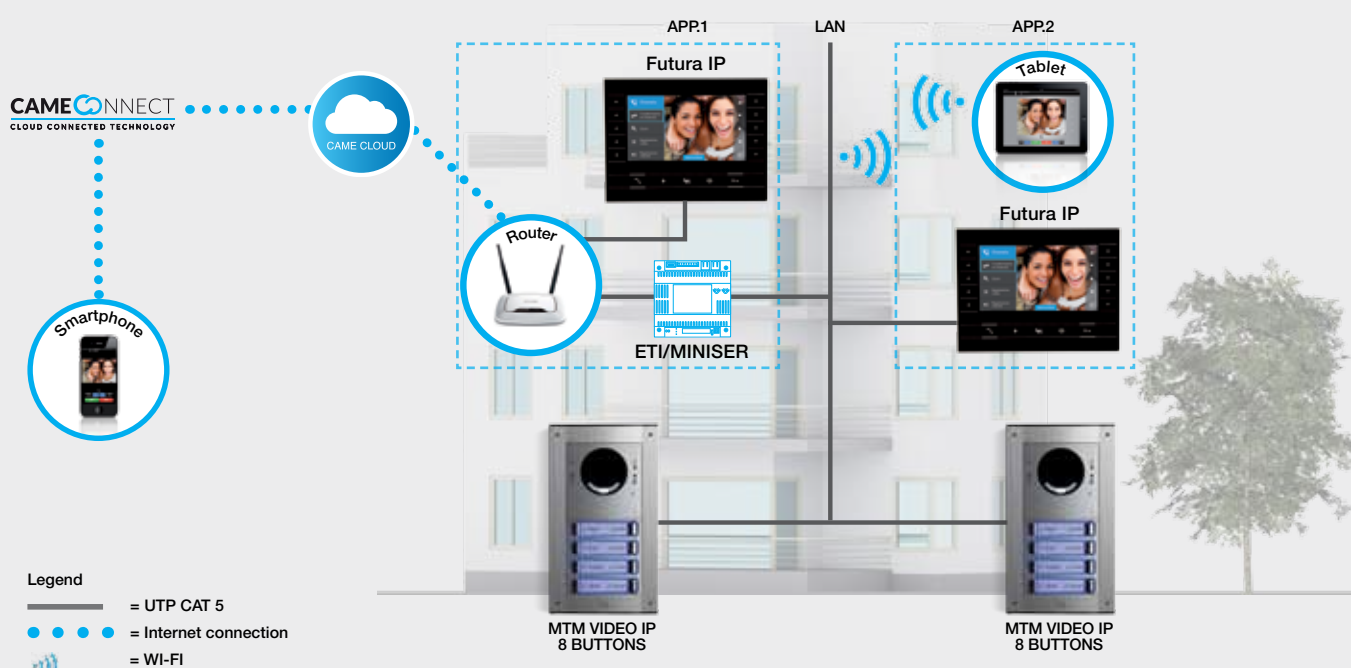 APP.1
LAN
APP.2
Futura IP
Tablet
CAMECONNECT
CLOUD CONNECTED TECHNOLOGY
CAME CLOUD
Router
Futura IP
Smartphone
ETI/MINISER
Legend
= UTP CAT 5
= Internet connection
= WI-FI
MTM VIDEO IP
8 BUTTONS
MTM VIDEO IP
8 BUTTONS